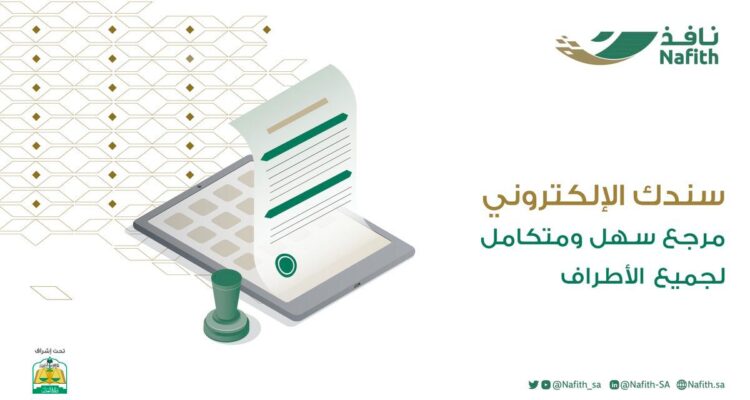 نافذ
Nafith
سندك الإلكتروني
مرجع سهل ومتكامل
لجميع الأطراف
تحت إشراف
@Nafith_sa @Nafith-SA Nafith.sa